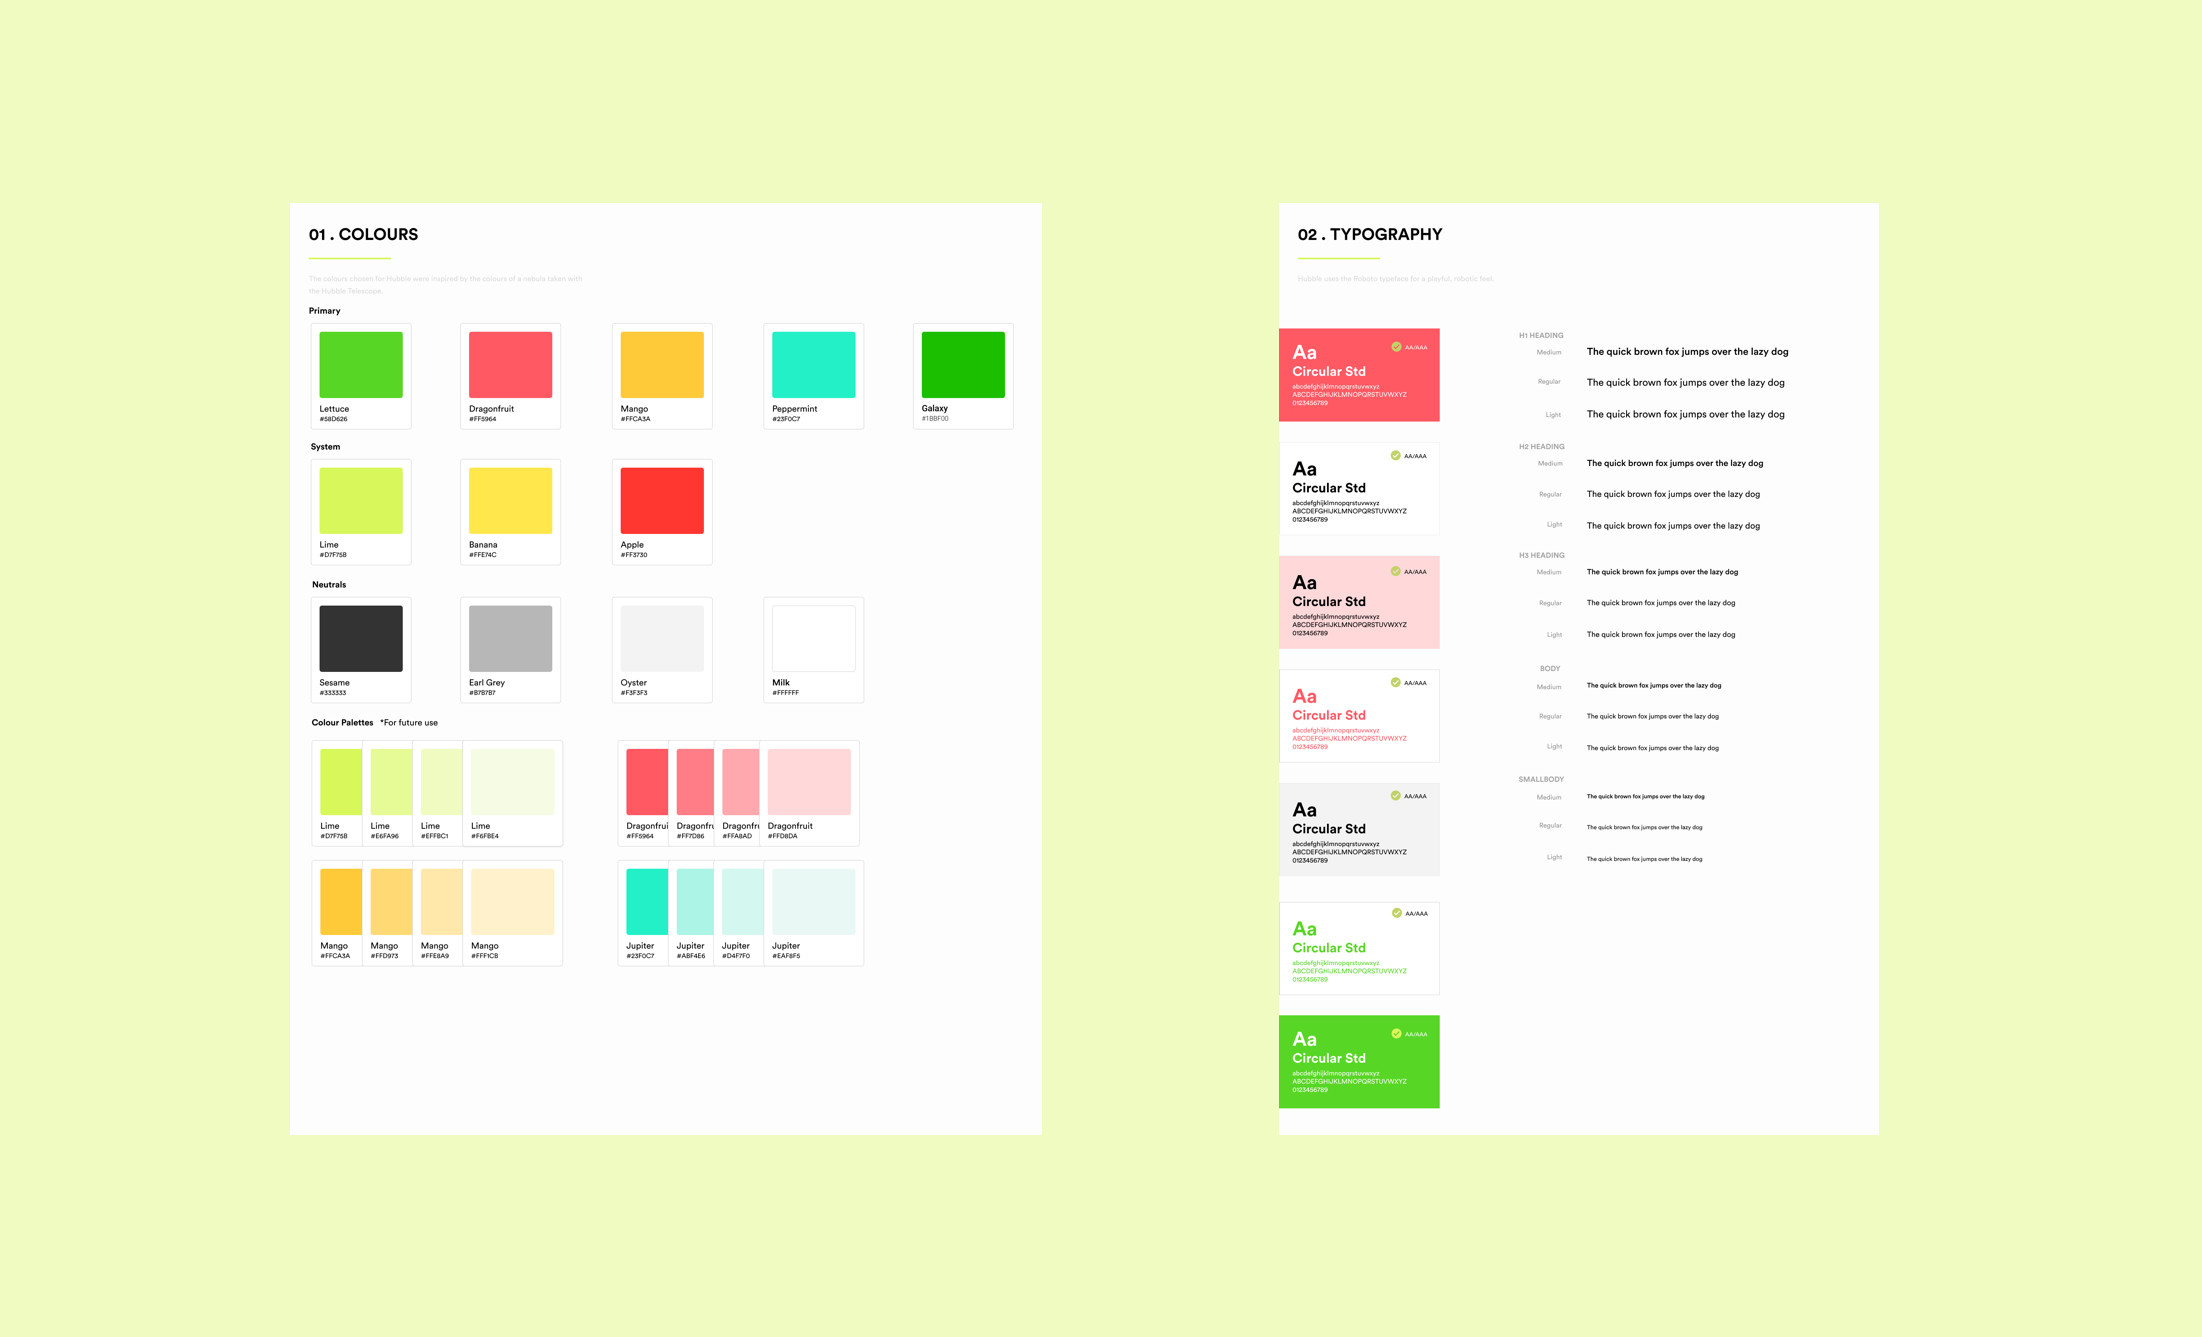 01 . COLOURS
The colours chosen for Hubble were inspired by the colours of a nebula taken with
the Hubble Telescope.
Primary
Lettuce
#58D626
Dragonfruit
#FF5964
Mango
#FFCA3A
Peppermint
#23F0C7
Galaxy
#1BBF00
System
Lime
#D7F75B
Banana
#FFE74C
Apple
#FF3730
Neutrals
Sesame
#333333
Earl Grey
#B7B7B7
Oyster
#F3F3F3
Milk
#FFFFFF
Colour Palettes *For future use
Lime
#D7F75B
Lime
#E6FA96
Lime
#EFFBC1
Lime
#F6FBE4
Dragonfrui
#FF5964
Dragonfru
#FF7D86
Dragonfr
#FFA8AD
Dragonfruit
#FFD8DA
Mango
#FFCA3A
Mango
#FFD973
Mango
#FFE8A9
Mango
#FFF1CB
Jupiter
#23F0C7
Jupiter
#ABF4E6
Jupiter
#D4F7F0
Jupiter
#EAF8F5
02 . TYPOGRAPHY
Hubble uses the Roboto typeface for a playful, robotic feel.
Aa
AA/AAA
Circular Std
abcdefghijklmnopqrstuvwxyz
ABCDEFGHIJKLMNOPQRSTUVWXYZ
0123456789
Aa
AA/AAA
Circular Std
abcdefghijklmnopqrstuvwxyz
ABCDEFGHIJKLMNOPQRSTUVWXYZ
0123456789
Aa
AA/AAA
Circular Std
abcdefghijklmnopqrstuvwxyz
ABCDEFGHIJKLMNOPQRSTUVWXYZ
0123456789
Aa
AA/AAA
Circular Std
abcdefghijklmnopqrstuvwxyz
ABCDEFGHIJKLMNOPQRSTUVWXYZ
0123456789
Aa
AA/AAA
Circular Std
abcdefghijklmnopqrstuvwxyz
ABCDEFGHIJKLMNOPQRSTUVWXYZ
0123456789
Aa
AA/AAA
Circular Std
abcdefghijklmnopqrstuvwxyz
ABCDEFGHIJKLMNOPQRSTUVWXYZ
0123456789
Aa
AA/AAA
Circular Std
abcdefghijklmnopqrstuvwxyz
ABCDEFGHIJKLMNOPQRSTUVWXYZ
0123456789
H1 HEADING
Medium The quick brown fox jumps over the lazy dog
Regular The quick brown fox jumps over the lazy dog
Light The quick brown fox jumps over the lazy dog
H2 HEADING
Medium The quick brown fox jumps over the lazy dog
Regular The quick brown fox jumps over the lazy dog
Light The quick brown fox jumps over the lazy dog
H3 HEADING
Medium The quick brown fox jumps over the lazy dog
Regular The quick brown fox jumps over the lazy dog
Light The quick brown fox jumps over the lazy dog
BODY
Medium The quick brown fox jumps over the lazy dog
Regular The quick brown fox jumps over the lazy dog
Light The quick brown fox jumps over the lazy dog
SMALLBODY
Medium The quick brown fox jumps over the lazy dog
Regular The quick brown fox jumps over the lazy dog
Light The quick brown fox jumps over the lazy dog